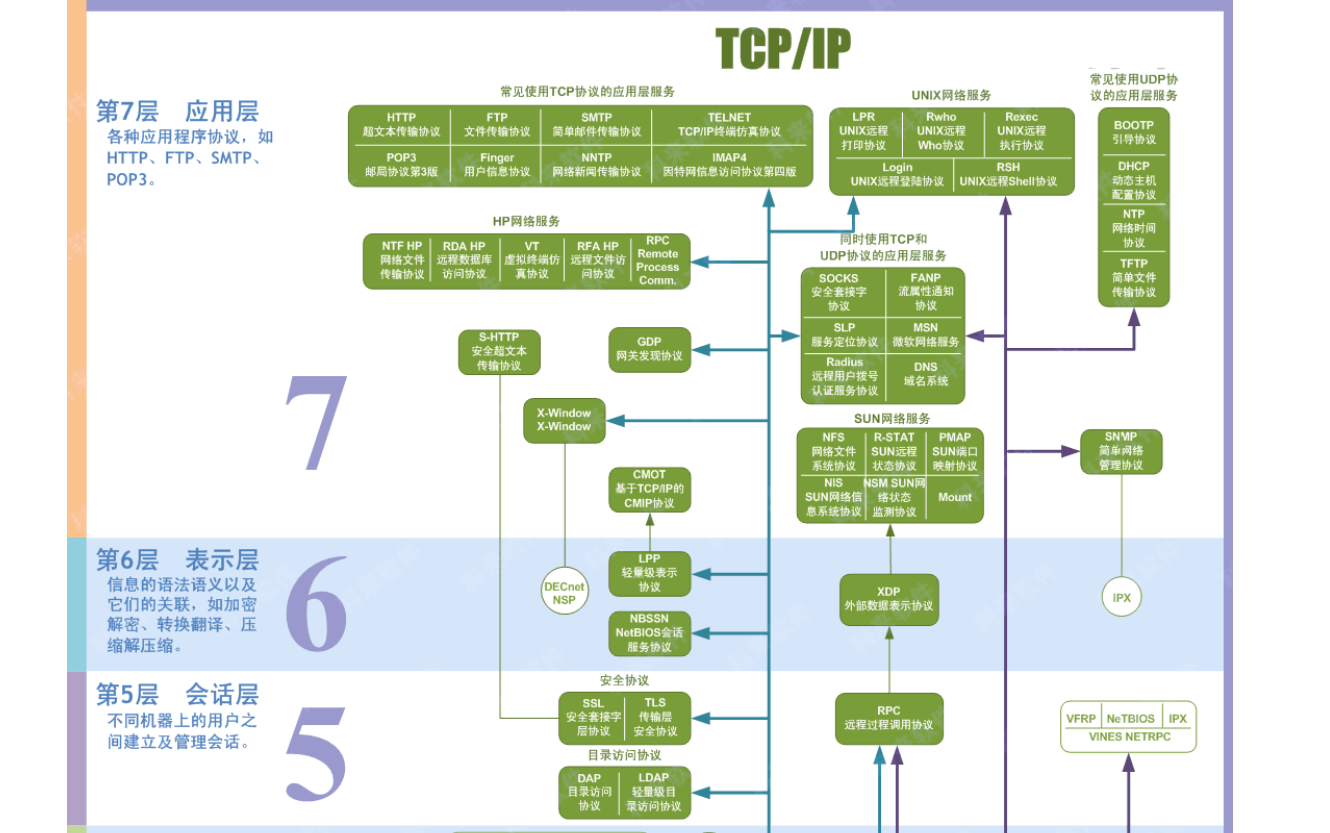 TCP/IP
第7层 应用层
各种应用程序协议，如
HTTP、FTP、SMTP、
POP3。
常见使用TCP协议的应用层服务
HTTP
超文本传输协议
FTP
文件传输协议
SMTP
简单邮件传输协议
TELNET
TCP/IP终端仿真协议
POP3
邮局协议第3版
Finger
用户信息协议
NNTP
网络新闻传输协议
IMAP4
因特网信息访问协议第四版
UNIX网络服务
LPR
UNIX远程
打印协议
Rwho
UNIX远程
Who协议
Rexec
UNIX远程
执行协议
Login
UNIX远程登陆协议
RSH
UNIX远程Shell协议
常见使用UDP协
议的应用层服务
BOOTP
引导协议
DHCP
动态主机
配置协议
NTP
网络时间
协议
TFTP
简单文件
传输协议
HP网络服务
NTF HP
网络文件
传输协议
RDA HP
远程数据库
访问协议
VT
虚拟终端仿
真协议
RFA HP
远程文件访
问协议
RPC
Remote
Process
Comm.
同时使用TCP和
UDP协议的应用层服务
SOCKS
安全套接字
协议
FANP
流属性通知
协议
SLP
服务定位协议
MSN
微软网络服务
Radius
远程用户拨号
认证服务协议
DNS
域名系统
S-HTTP
安全超文本
传输协议
GDP
网关发现协议
7
X-Window
X-Window
SUN网络服务
NFS
网络文件
系统协议
R-STAT
SUN远程
状态协议
PMAP
SUN端口
映射协议
NIS
SUN网络信
息系统协议
NSM SUN网
络状态
监测协议
Mount
SNMP
简单网络
管理协议
CMOT
基于TCP/IP的
CMIP协议
第6层 表示层
信息的语法语义以及
它们的关联，如加密
解密、转换翻译、压
缩解压缩。
6
DECnet
NSP
LPP
轻量级表示
协议
NBSSN
NetBIOS会话
服务协议
XDP
外部数据表示协议
IPX
第5层 会话层
不同机器上的用户之
间建立及管理会话。
5
安全协议
SSL
安全套接字
层协议
TLS
传输层
安全协议
目录访问协议
DAP
目录访问
协议
LDAP
轻量级目
录访问协议
RPC
远程过程调用协议
VFRP
NeTBIOS
IPX
VINES NETRPC